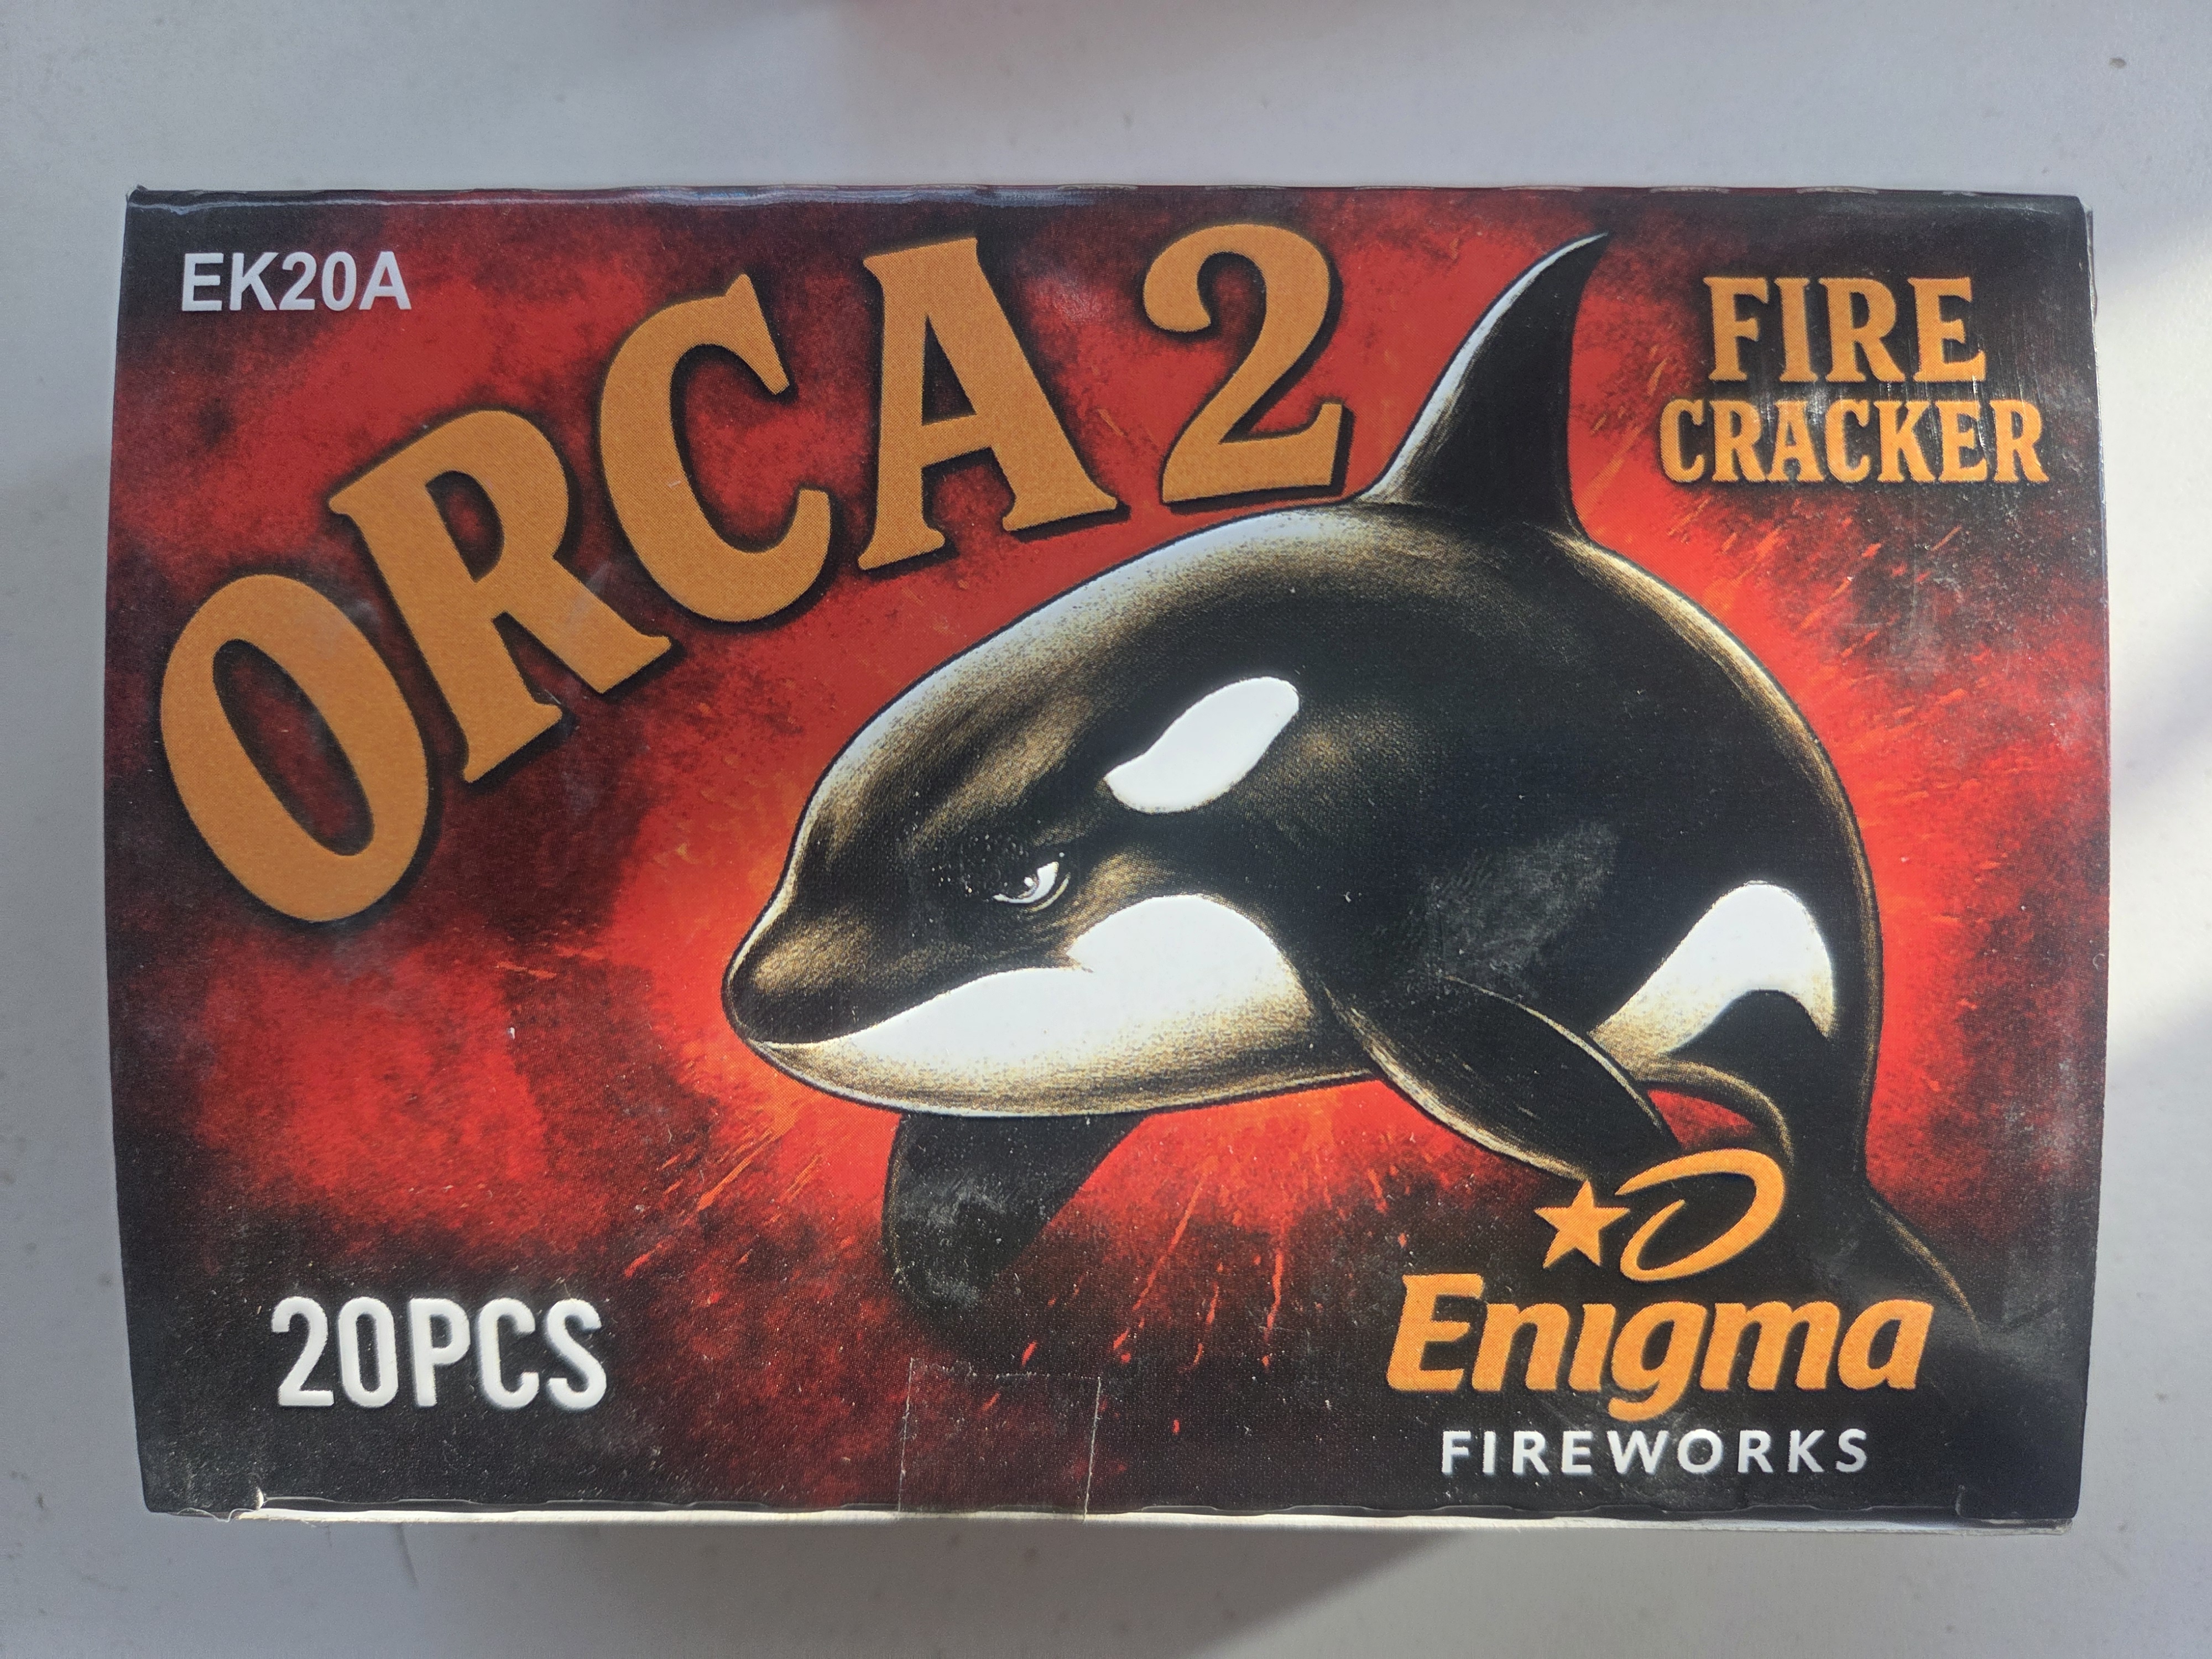 EK20A
ORCA 2
FIRE
CRACKER
20PCS
Enigma
FIREWORKS